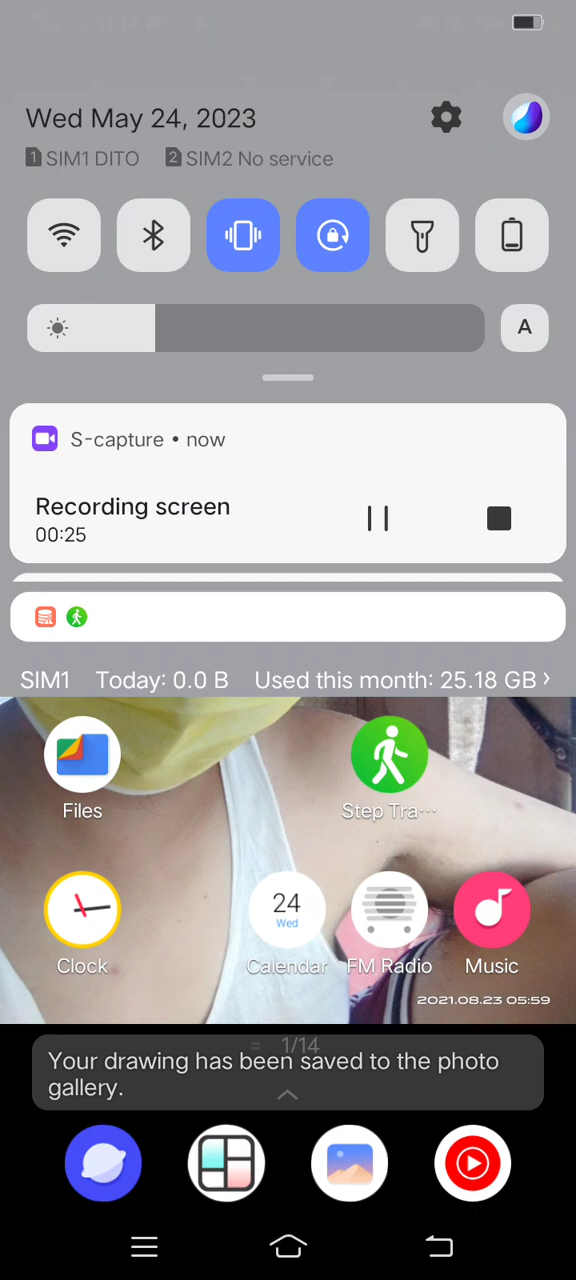 Wed May 24, 2023
1 SIM1 DITO 2 SIM2 No service
A
S-capture • now
Recording screen
00:25
SIM1 Today: 0.0 B Used this month: 25.18 GB ›
Files
Step Tra···
24
Wed
Clock
Calendar
FM Radio
Music
2021.08.23 05:59
1/14
Your drawing has been saved to the photo
gallery.